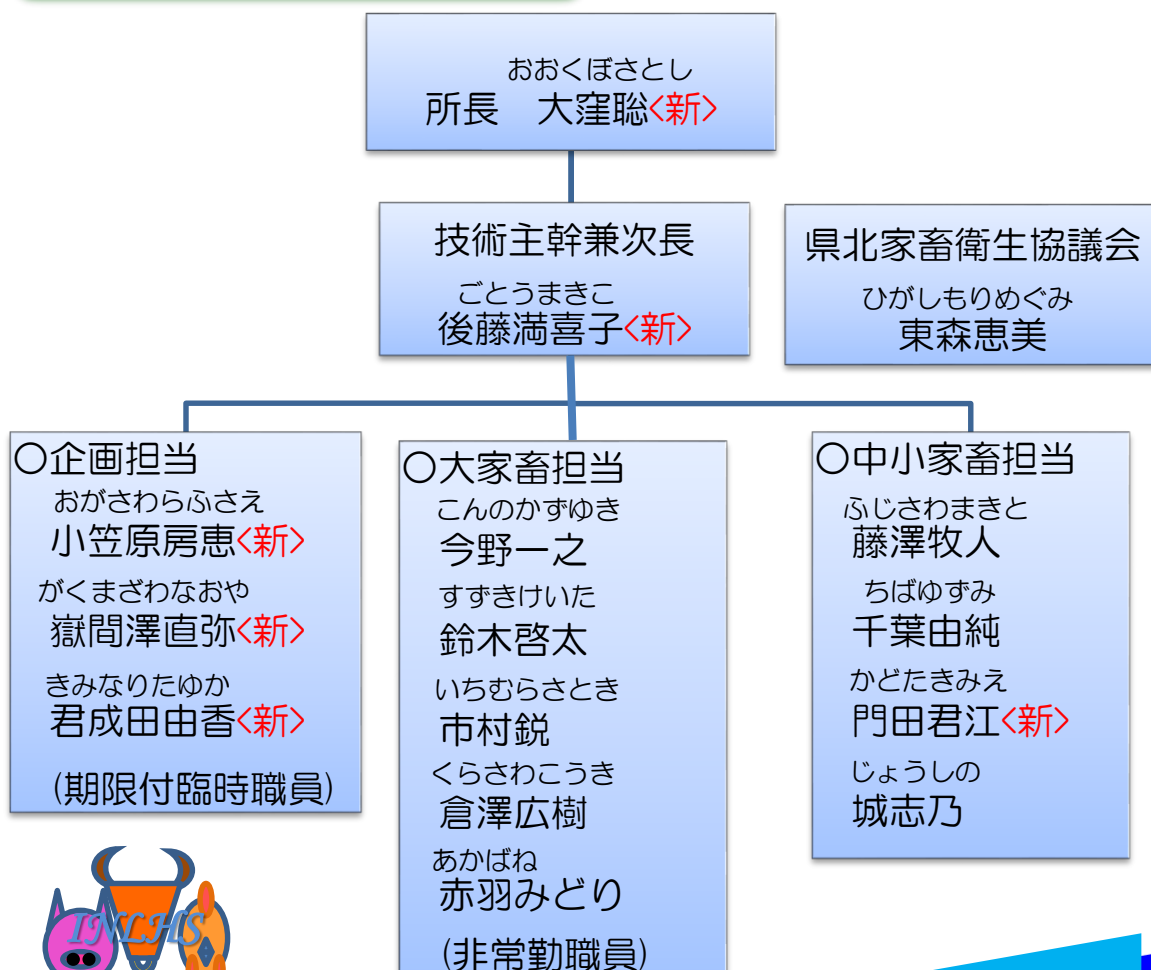 おおくぼさとし
所長　大窪聡<新>
技術主幹兼次長
ごとうまきこ
後藤満喜子<新>
県北家畜衛生協議会
ひがしもりめぐみ
東森恵美
〇企画担当
おがさわらふさえ
小笠原房恵<新>
がくまざわなおや
嶽間澤直弥<新>
きみなりたゆか
君成田由香<新>
(期限付臨時職員)
〇大家畜担当
こんのかずゆき
今野一之
すずきけいた
鈴木啓太
いちむらさとき
市村鋭
くらさわこうき
倉澤広樹
あかばね
赤羽みどり
(非常勤職員)
〇中小家畜担当
ふじさわまきと
藤澤牧人
ちばゆずみ
千葉由純
かどたきみえ
門田君江<新>
じょうしの
城志乃
INLHS